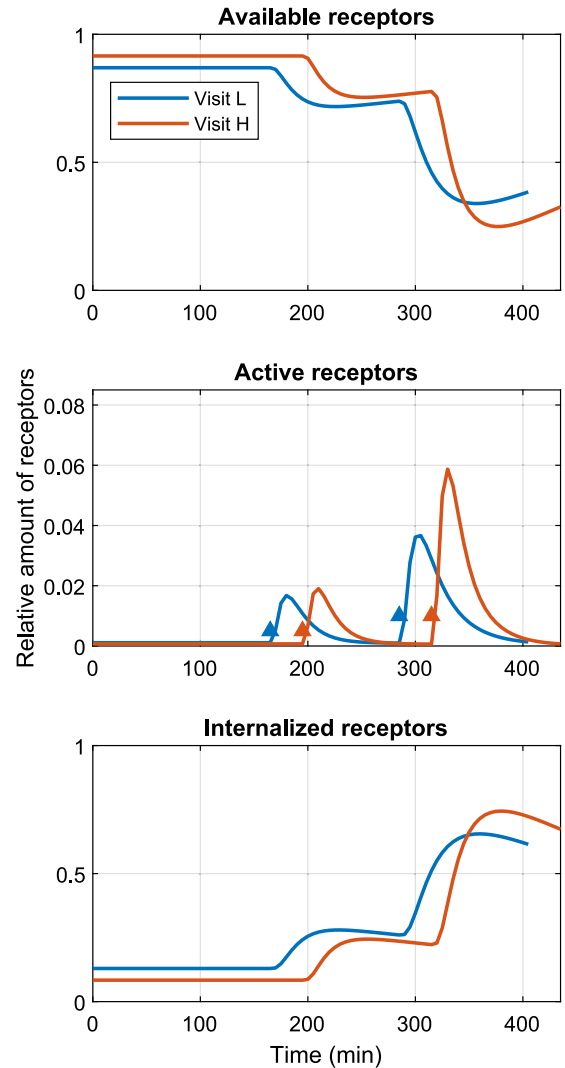 Available receptors
1
0.5
0
Visit L
Visit H
0 100 200 300 400
Active receptors
0.08
0.06
0.04
0.02
0
0 100 200 300 400
Relative amount of receptors
Internalized receptors
1
0.5
0
0 100 200 300 400
Time (min)